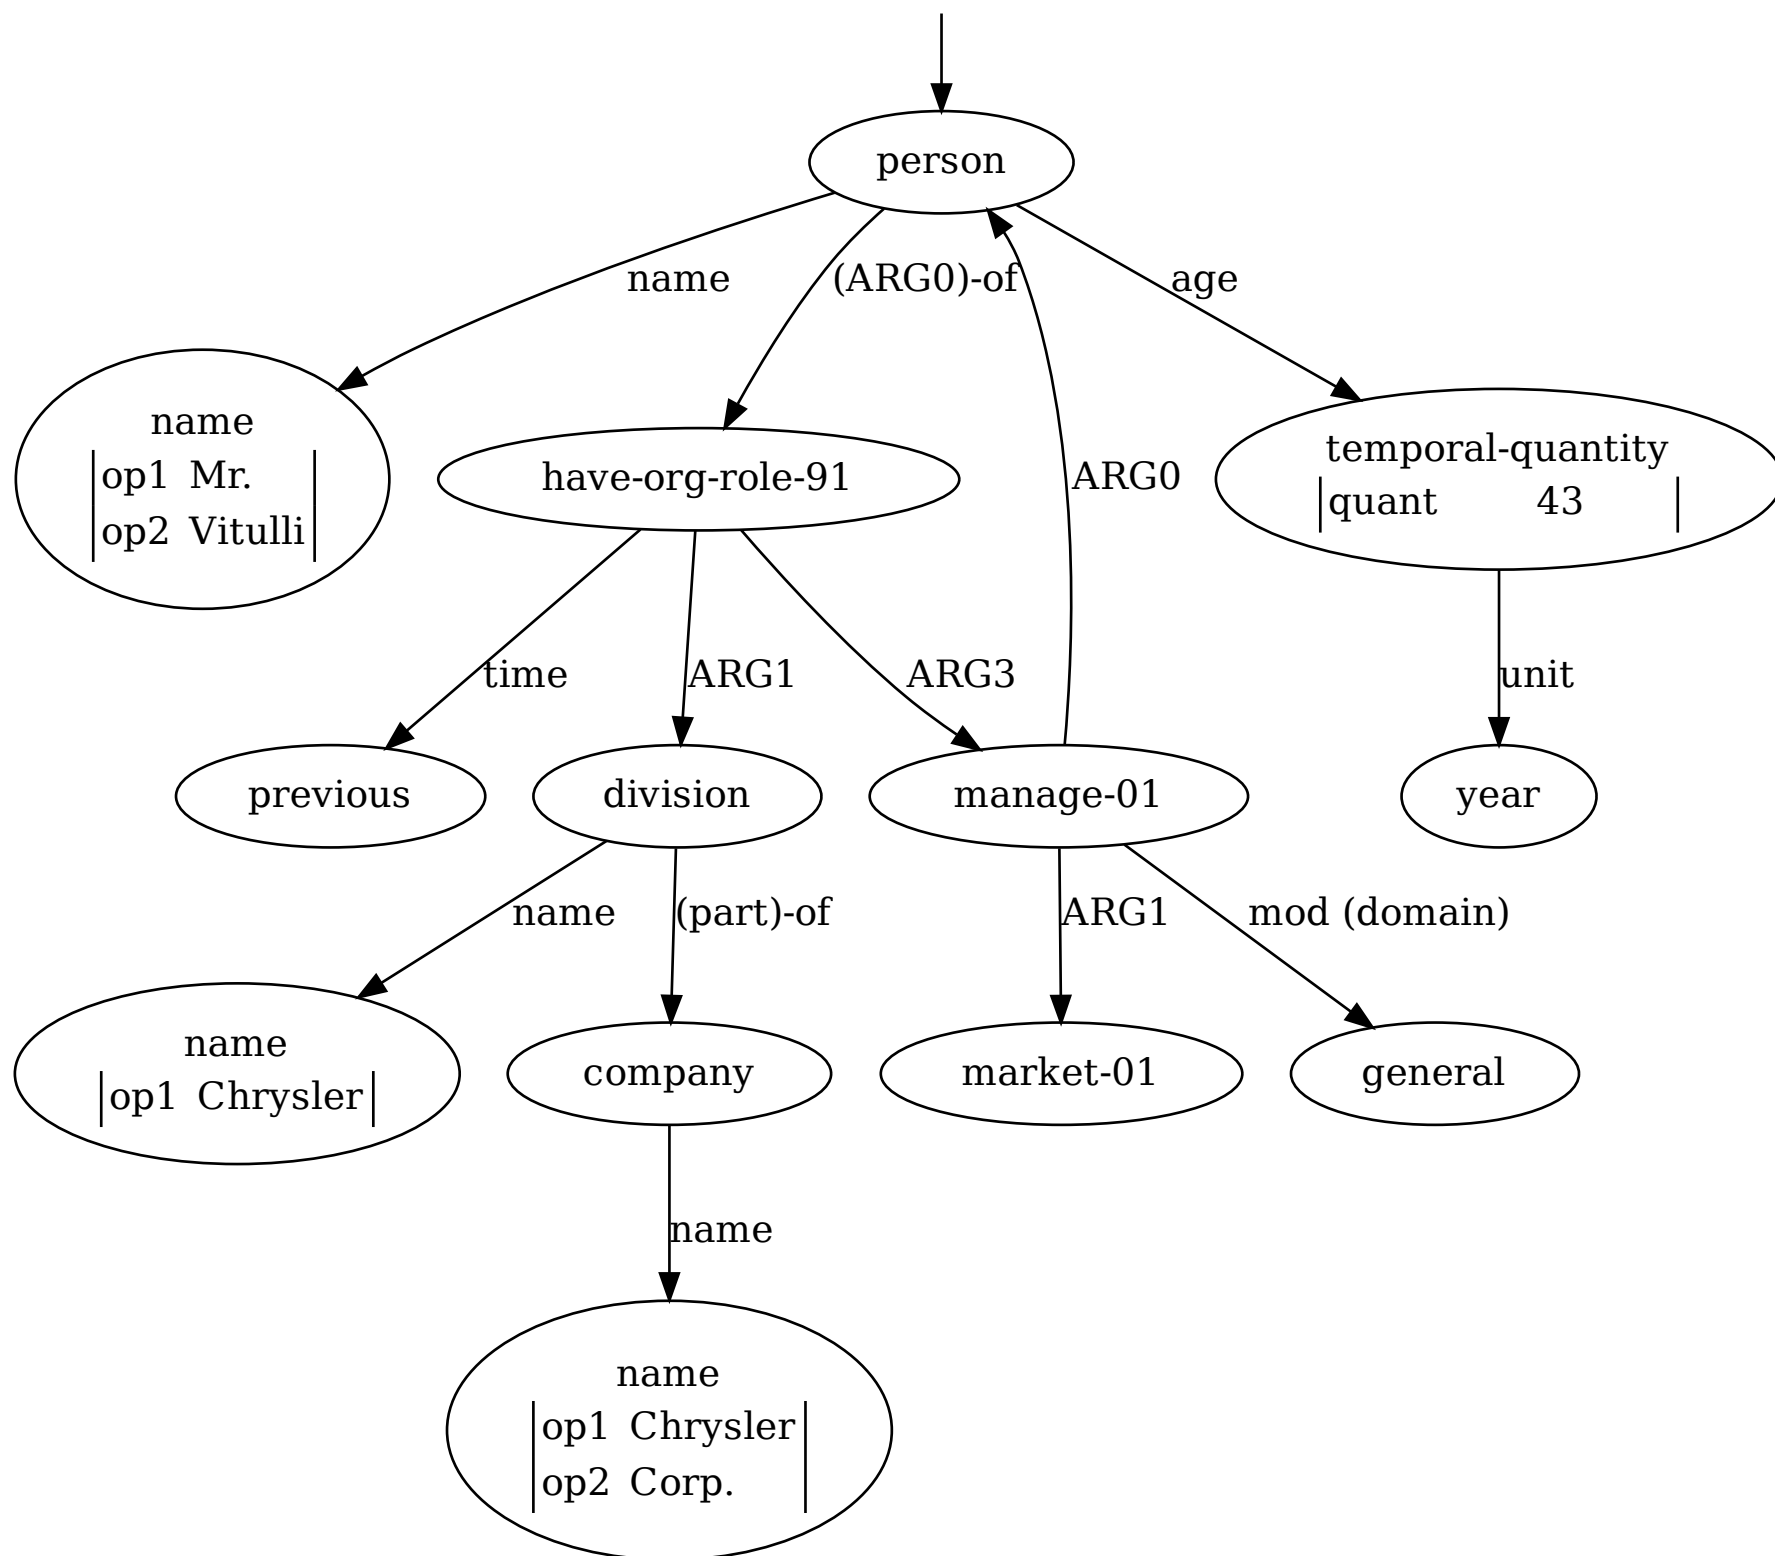 person
name
(ARG0)-of
age
name
op1 Mr.
op2 Vitulli
have-org-role-91
ARG0
temporal-quantity
quant 43
time
ARG1
ARG3
unit
previous
division
manage-01
year
name
(part)-of
ARG1
mod (domain)
name
op1 Chrysler
company
market-01
general
name
name
op1 Chrysler
op2 Corp.